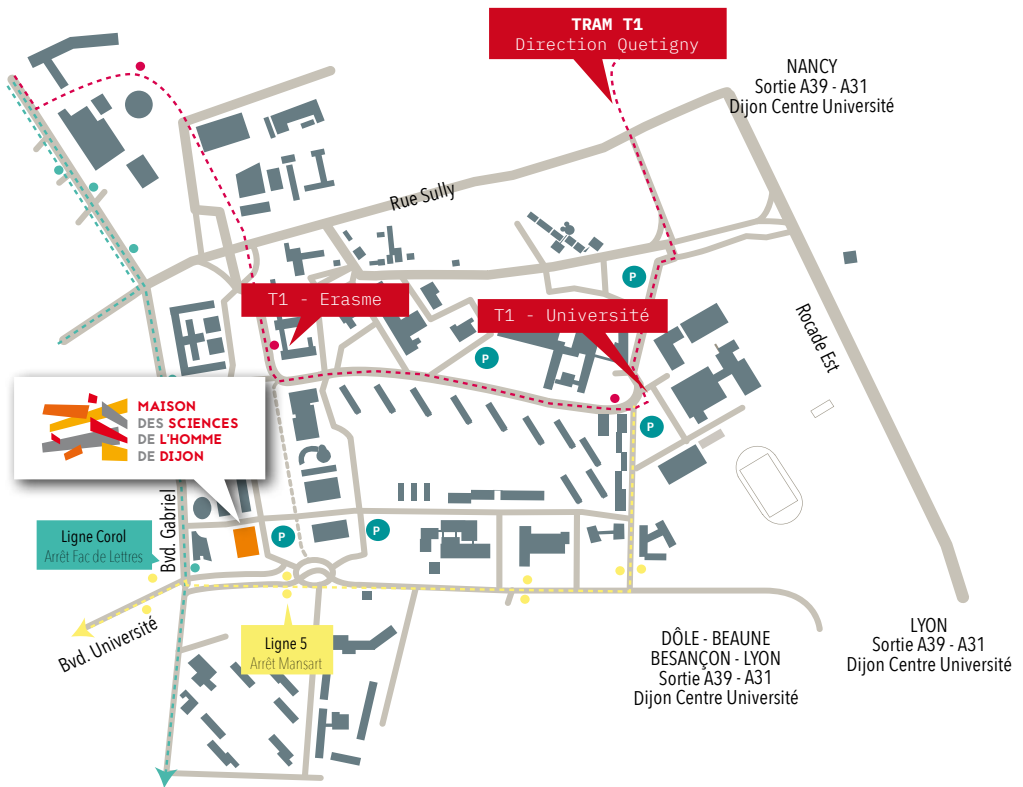 TRAM T1
Direction Quetigny
NANCY
Sortie A39 - A31
Dijon Centre Université
Rue Sully
P
T1 - Erasme
T1 - Université
Rocade Est
P
MAISON
DES SCIENCES
DE L'HOMME
DE DIJON
P
Bvd. Gabriel
Ligne Corol
Arrêt Fac de Lettres
P
P
Bvd. Université
Ligne 5
Arrêt Mansart
DÔLE - BEAUNE
BESANÇON - LYON
Sortie A39 - A31
Dijon Centre Université
LYON
Sortie A39 - A31
Dijon Centre Université